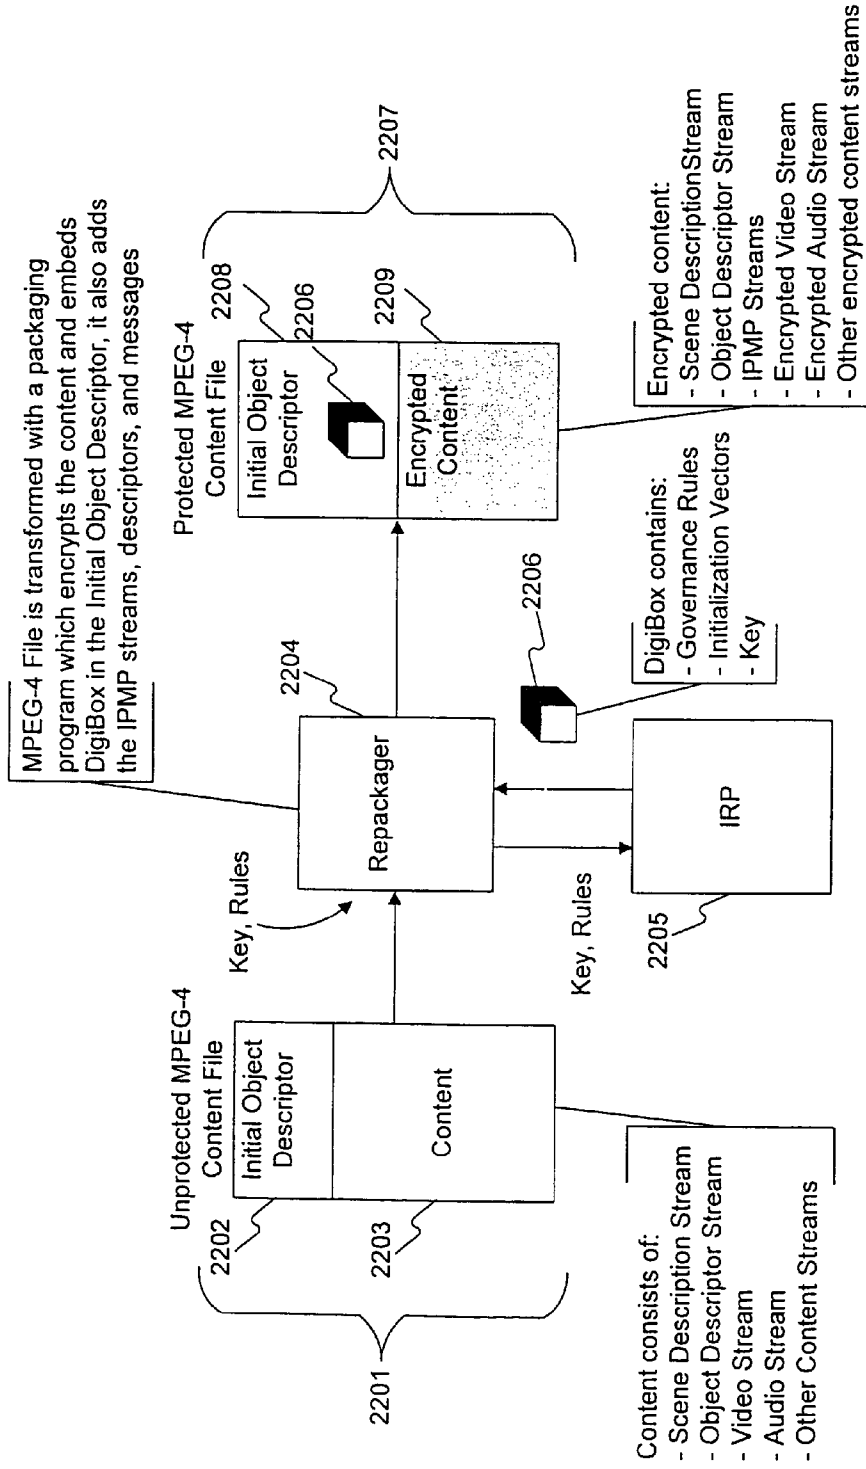 MPEG-4 File is transformed with a packaging
program which encrypts the content and embeds
DigiBox in the Initial Object Descriptor, it also adds
the IPMP streams, descriptors, and messages
Unprotected MPEG-4
Content File
2202
Initial Object
Descriptor
2203
Content
2201
Content consists of:
- Scene Description Stream
- Object Descriptor Stream
- Video Stream
- Audio Stream
- Other Content Streams
Key, Rules
2204
Repackager
Key, Rules
2205
IRP
2206
DigiBox contains:
- Governance Rules
- Initialization Vectors
- Key
Protected MPEG-4
Content File
2208
2206
2209
Initial Object
Descriptor
Encrypted
Content
2207
Encrypted content:
- Scene DescriptionStream
- Object Descriptor Stream
- IPMP Streams
- Encrypted Video Stream
- Encrypted Audio Stream
- Other encrypted content streams